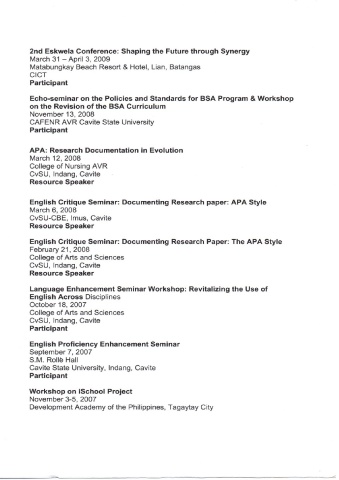 2nd Eskwela Conference: Shaping the Future through Synergy
March 31 – April 3, 2009
Matabungkay Beach Resort & Hotel, Lian, Batangas
CICT
Participant
Echo-seminar on the Policies and Standards for BSA Program & Workshop
on the Revision of the BSA Curriculum
November 13, 2008
CAFENR AVR Cavite State University
Participant
APA: Research Documentation in Evolution
March 12, 2008
College of Nursing AVR
CvSU, Indang, Cavite
Resource Speaker
English Critique Seminar: Documenting Research paper: APA Style
March 6, 2008
CvSU-CBE, Imus, Cavite
Resource Speaker
English Critique Seminar: Documenting Research Paper: The APA Style
February 21, 2008
College of Arts and Sciences
CvSU, Indang, Cavite
Resource Speaker
Language Enhancement Seminar Workshop: Revitalizing the Use of
English Across Disciplines
October 18, 2007
College of Arts and Sciences
CvSU, Indang, Cavite
Participant
English Proficiency Enhancement Seminar
September 7, 2007
S.M. Rolle Hall
Cavite State University, Indang, Cavite
Participant
Workshop on iSchool Project
November 3-5, 2007
Development Academy of the Philippines, Tagaytay City